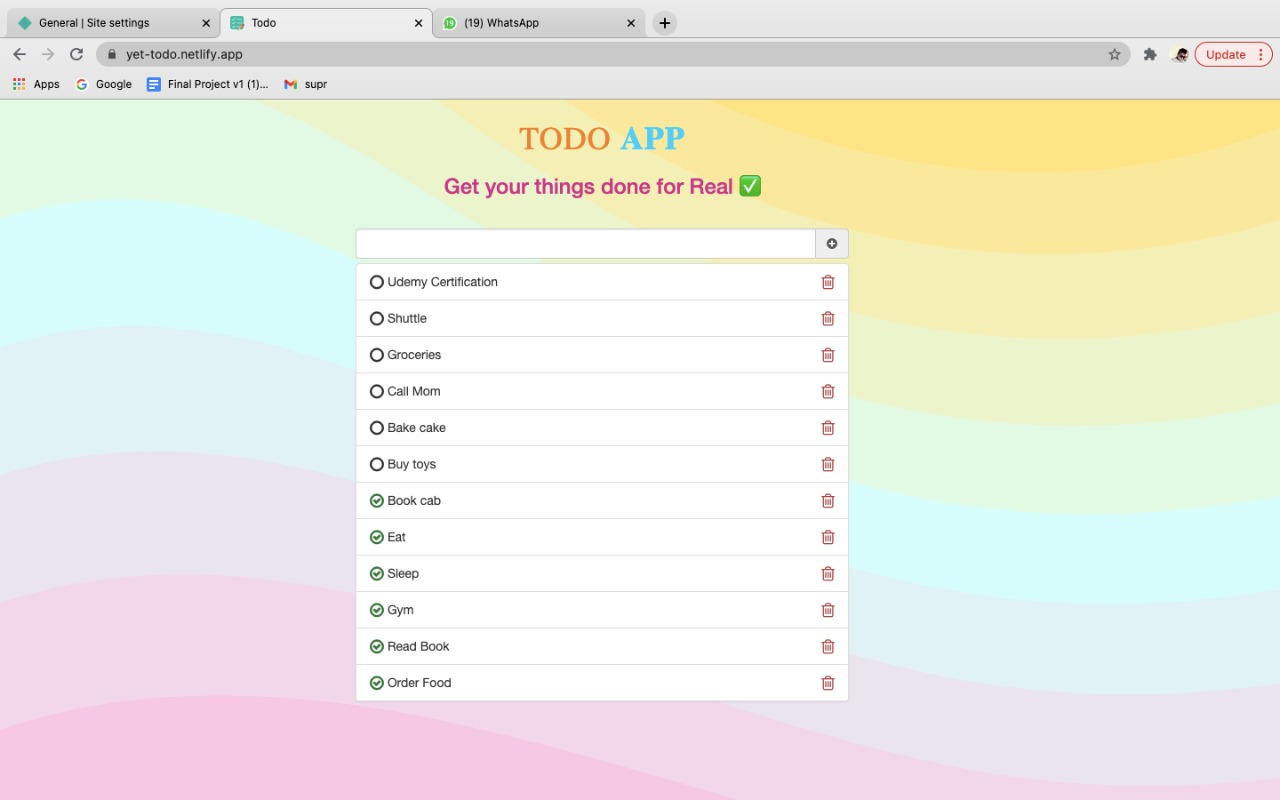 General | Site settings
Todo
(19) WhatsApp
yet-todo.netlify.app
Update
Apps
Google
Final Project v1 (1)...
supr
TODO APP
Get your things done for Real ✅
Udemy Certification
Shuttle
Groceries
Call Mom
Bake cake
Buy toys
Book cab
Eat
Sleep
Gym
Read Book
Order Food